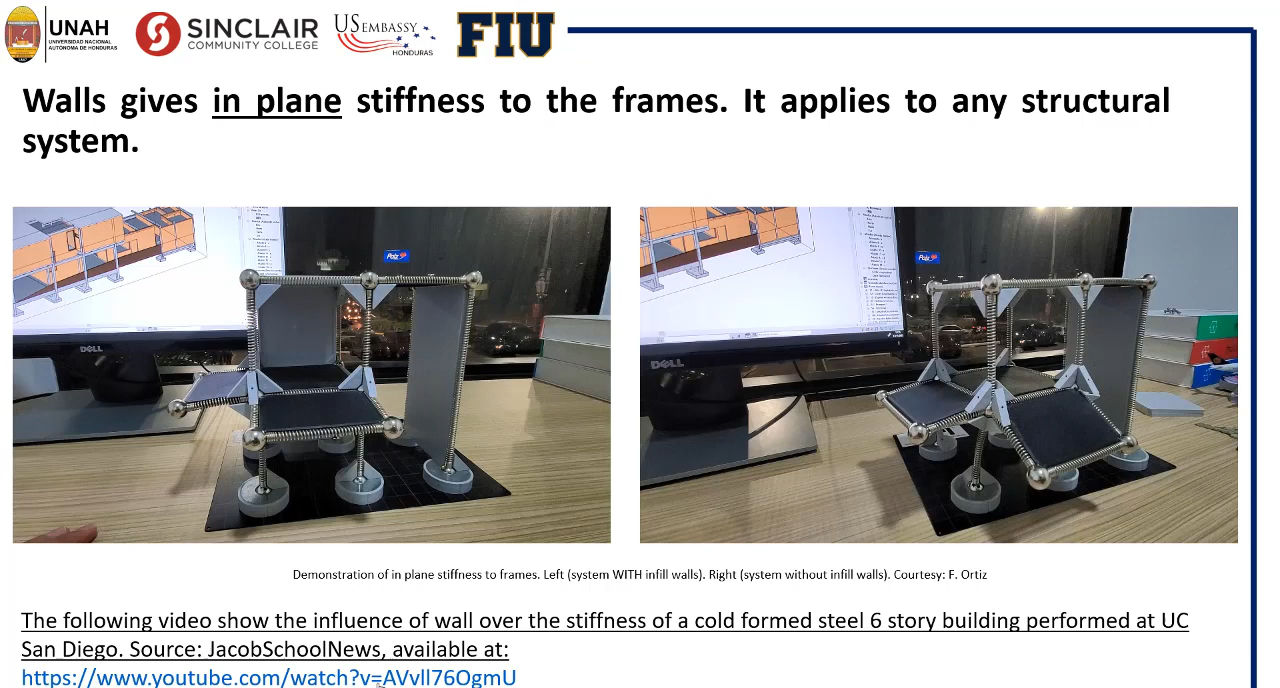 UNAH
UNIVERSIDAD NACIONAL
AUTÓNOMA DE HONDURAS
SINCLAIR
COMMUNITY COLLEGE
US EMBASSY
HONDURAS
FIU
Walls gives in plane stiffness to the frames. It applies to any structural
system.
DELL
DELL
Demonstration of in plane stiffness to frames. Left (system WITH infill walls). Right (system without infill walls). Courtesy: F. Ortiz
The following video show the influence of wall over the stiffness of a cold formed steel 6 story building performed at UC
San Diego. Source: JacobSchoolNews, available at:
https://www.youtube.com/watch?v=AVvll76OgmU